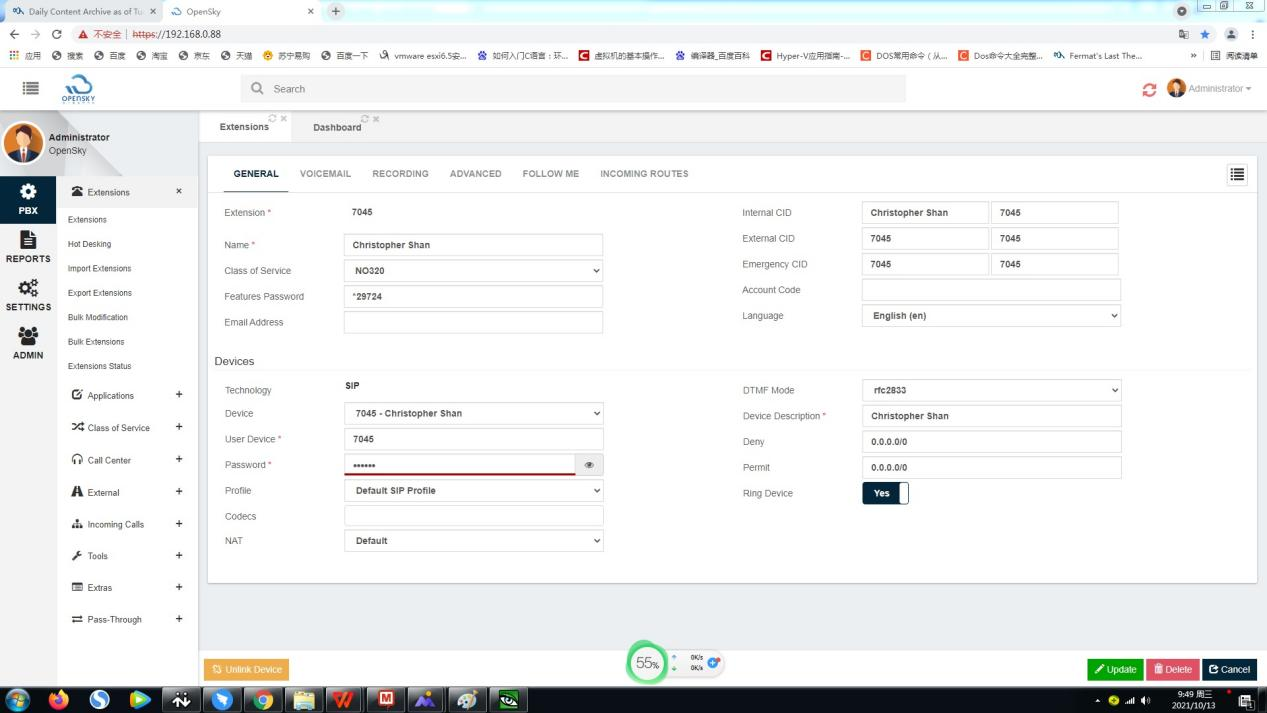 Daily Content Archive as of Tu
OpenSky
不安全 https://192.168.0.88
应用 搜索 百度 淘宝 京东 天猫 苏宁易购 百度一下 vmware esxi6.5安... 如何入门C语言：环... 虚拟机的基本操作... 编译器_百度百科 Hyper-V应用指南-... DOS常用命令（从... Dos命令大全完整... Fermat's Last The... » 阅读清单
OPENSKY
Search
Administrator
Administrator
OpenSky
Extensions
Dashboard
PBX
REPORTS
SETTINGS
ADMIN
Extensions ×
Extensions
Hot Desking
Import Extensions
Export Extensions
Bulk Modification
Bulk Extensions
Extensions Status
Applications +
Class of Service +
Call Center +
External +
Incoming Calls +
Tools +
Extras +
Pass-Through +
GENERAL VOICEMAIL RECORDING ADVANCED FOLLOW ME INCOMING ROUTES
Extension * 7045
Name * Christopher Shan
Class of Service NO320
Features Password *29724
Email Address
Internal CID Christopher Shan 7045
External CID 7045 7045
Emergency CID 7045 7045
Account Code
Language English (en)
Devices
Technology SIP
Device 7045 - Christopher Shan
User Device * 7045
Password * ••••••
Profile Default SIP Profile
Codecs
NAT Default
DTMF Mode rfc2833
Device Description * Christopher Shan
Deny 0.0.0.0/0
Permit 0.0.0.0/0
Ring Device Yes
Unlink Device
55%
0K/s
0K/s
Update Delete Cancel
9:49 周三
2021/10/13